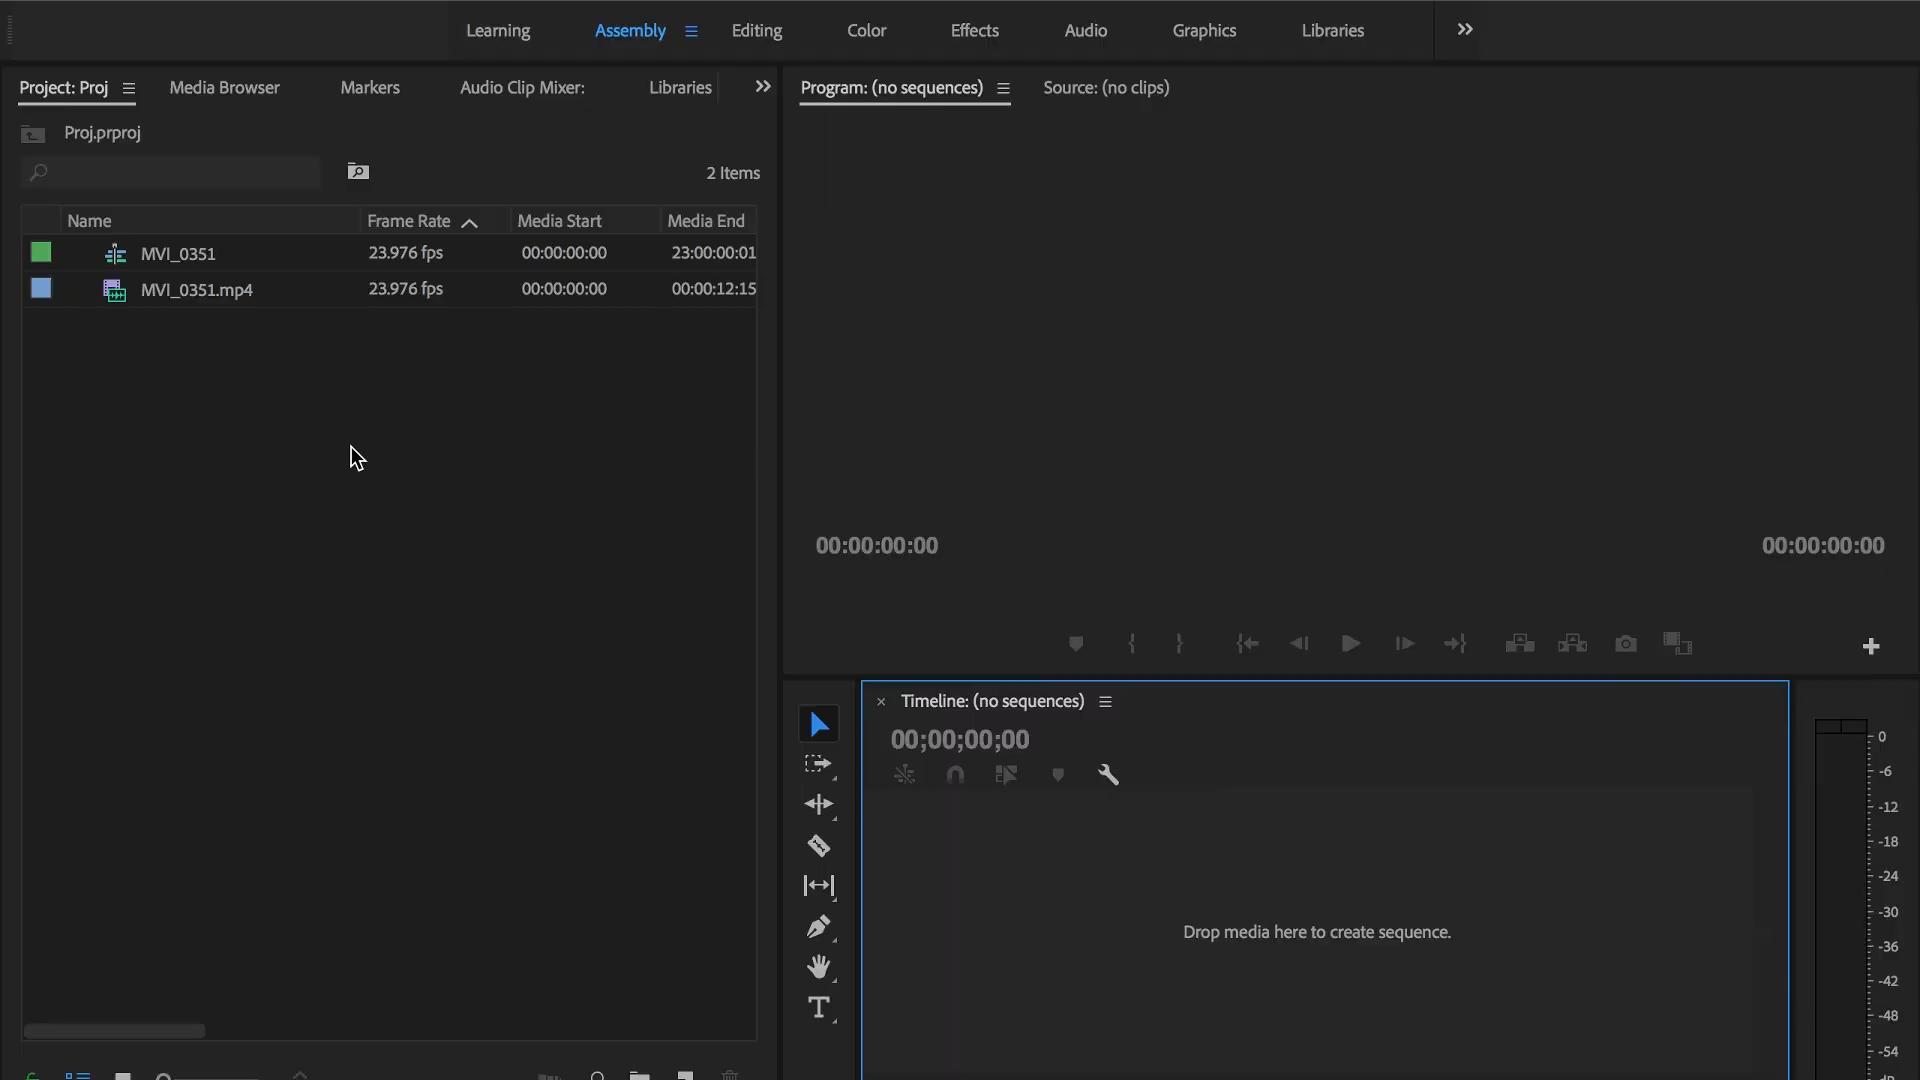 Learning Assembly Editing Color Effects Audio Graphics Libraries
Project: Proj Media Browser Markers Audio Clip Mixer: Libraries
Program: (no sequences) Source: (no clips)
Proj.prproj
2 Items
Name Frame Rate Media Start Media End
MVI_0351 23.976 fps 00:00:00:00 23:00:00:01
MVI_0351.mp4 23.976 fps 00:00:00:00 00:00:12:15
00:00:00:00 00:00:00:00
Timeline: (no sequences)
00;00;00;00
Drop media here to create sequence.
0
-6
-12
-18
-24
-30
-36
-42
-48
-54